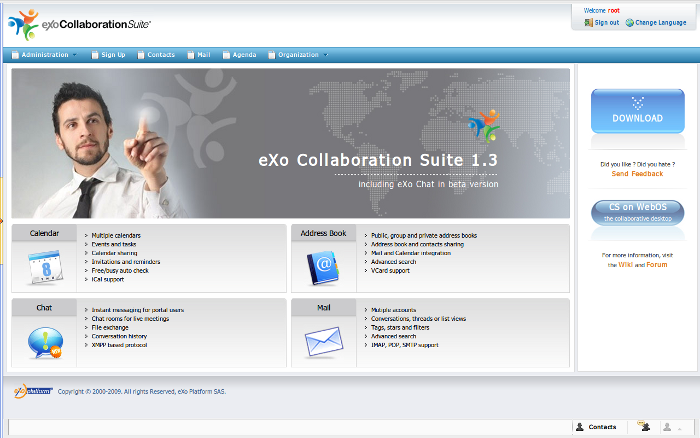 eXo Collaboration Suite
Welcome root
Sign out Change Language
Administration Sign Up Contacts Mail Agenda Organization
eXo Collaboration Suite 1.3
including eXo Chat in beta version
DOWNLOAD
Did you like ? Did you hate ?
Send Feedback
CS on WebOS
the collaborative desktop
For more information, visit
the Wiki and Forum
Calendar
Multiple calendars
Events and tasks
Calendar sharing
Invitations and reminders
Free/busy auto check
iCal support
8
Address Book
Public, group and private address books
Address book and contacts sharing
Mail and Calendar integration
Advanced search
VCard support
@
Chat
Instant messaging for portal users
Chat rooms for live meetings
File exchange
Conversation history
XMPP based protocol
Mail
Mutiple accounts
Conversations, threads or list views
Tags, stars and filters
Advanced search
IMAP, POP, SMTP support
Copyright © 2000-2009. All rights Reserved, eXo Platform SAS.
Contacts